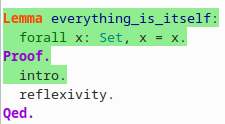 Lemma everything_is_itself:
  forall x: Set, x = x.
Proof.
  intro.
  reflexivity.
Qed.